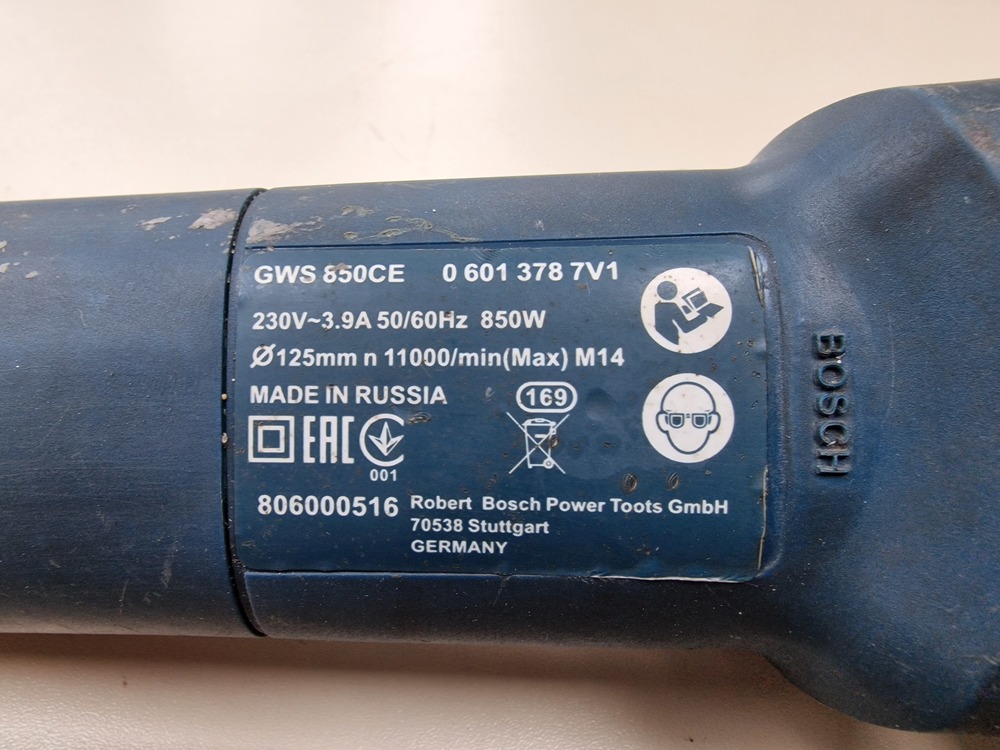 GWS 850CE 0 601 378 7V1
230V~3.9A 50/60Hz 850W
Ø125mm n 11000/min(Max) M14
MADE IN RUSSIA
169
EAC
001
806000516
Robert Bosch Power Toots GmbH
70538 Stuttgart
GERMANY
BOSCH